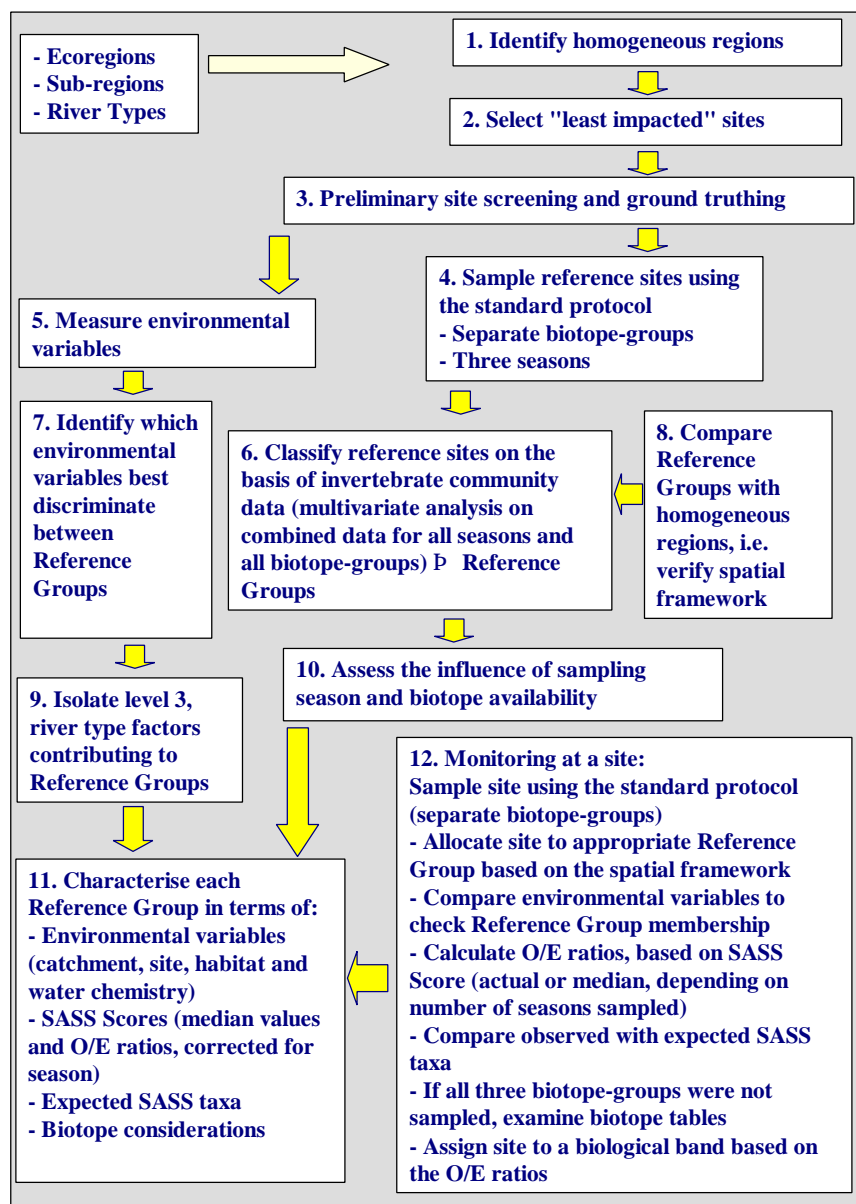 - Ecoregions
- Sub-regions
- River Types
1. Identify homogeneous regions
2. Select "least impacted" sites
3. Preliminary site screening and ground truthing
4. Sample reference sites using
the standard protocol
- Separate biotope-groups
- Three seasons
5. Measure environmental
variables
7. Identify which
environmental
variables best
discriminate
between
Reference
Groups
6. Classify reference sites on the
basis of invertebrate community
data (multivariate analysis on
combined data for all seasons and
all biotope-groups) Þ Reference
Groups
8. Compare
Reference
Groups with
homogeneous
regions, i.e.
verify spatial
framework
9. Isolate level 3,
river type factors
contributing to
Reference Groups
10. Assess the influence of sampling
season and biotope availability
11. Characterise each
Reference Group in terms of:
- Environmental variables
(catchment, site, habitat and
water chemistry)
- SASS Scores (median values
and O/E ratios, corrected for
season)
- Expected SASS taxa
- Biotope considerations
12. Monitoring at a site:
Sample site using the standard protocol
(separate biotope-groups)
- Allocate site to appropriate Reference
Group based on the spatial framework
- Compare environmental variables to
check Reference Group membership
- Calculate O/E ratios, based on SASS
Score (actual or median, depending on
number of seasons sampled)
- Compare observed with expected SASS
taxa
- If all three biotope-groups were not
sampled, examine biotope tables
- Assign site to a biological band based on
the O/E ratios